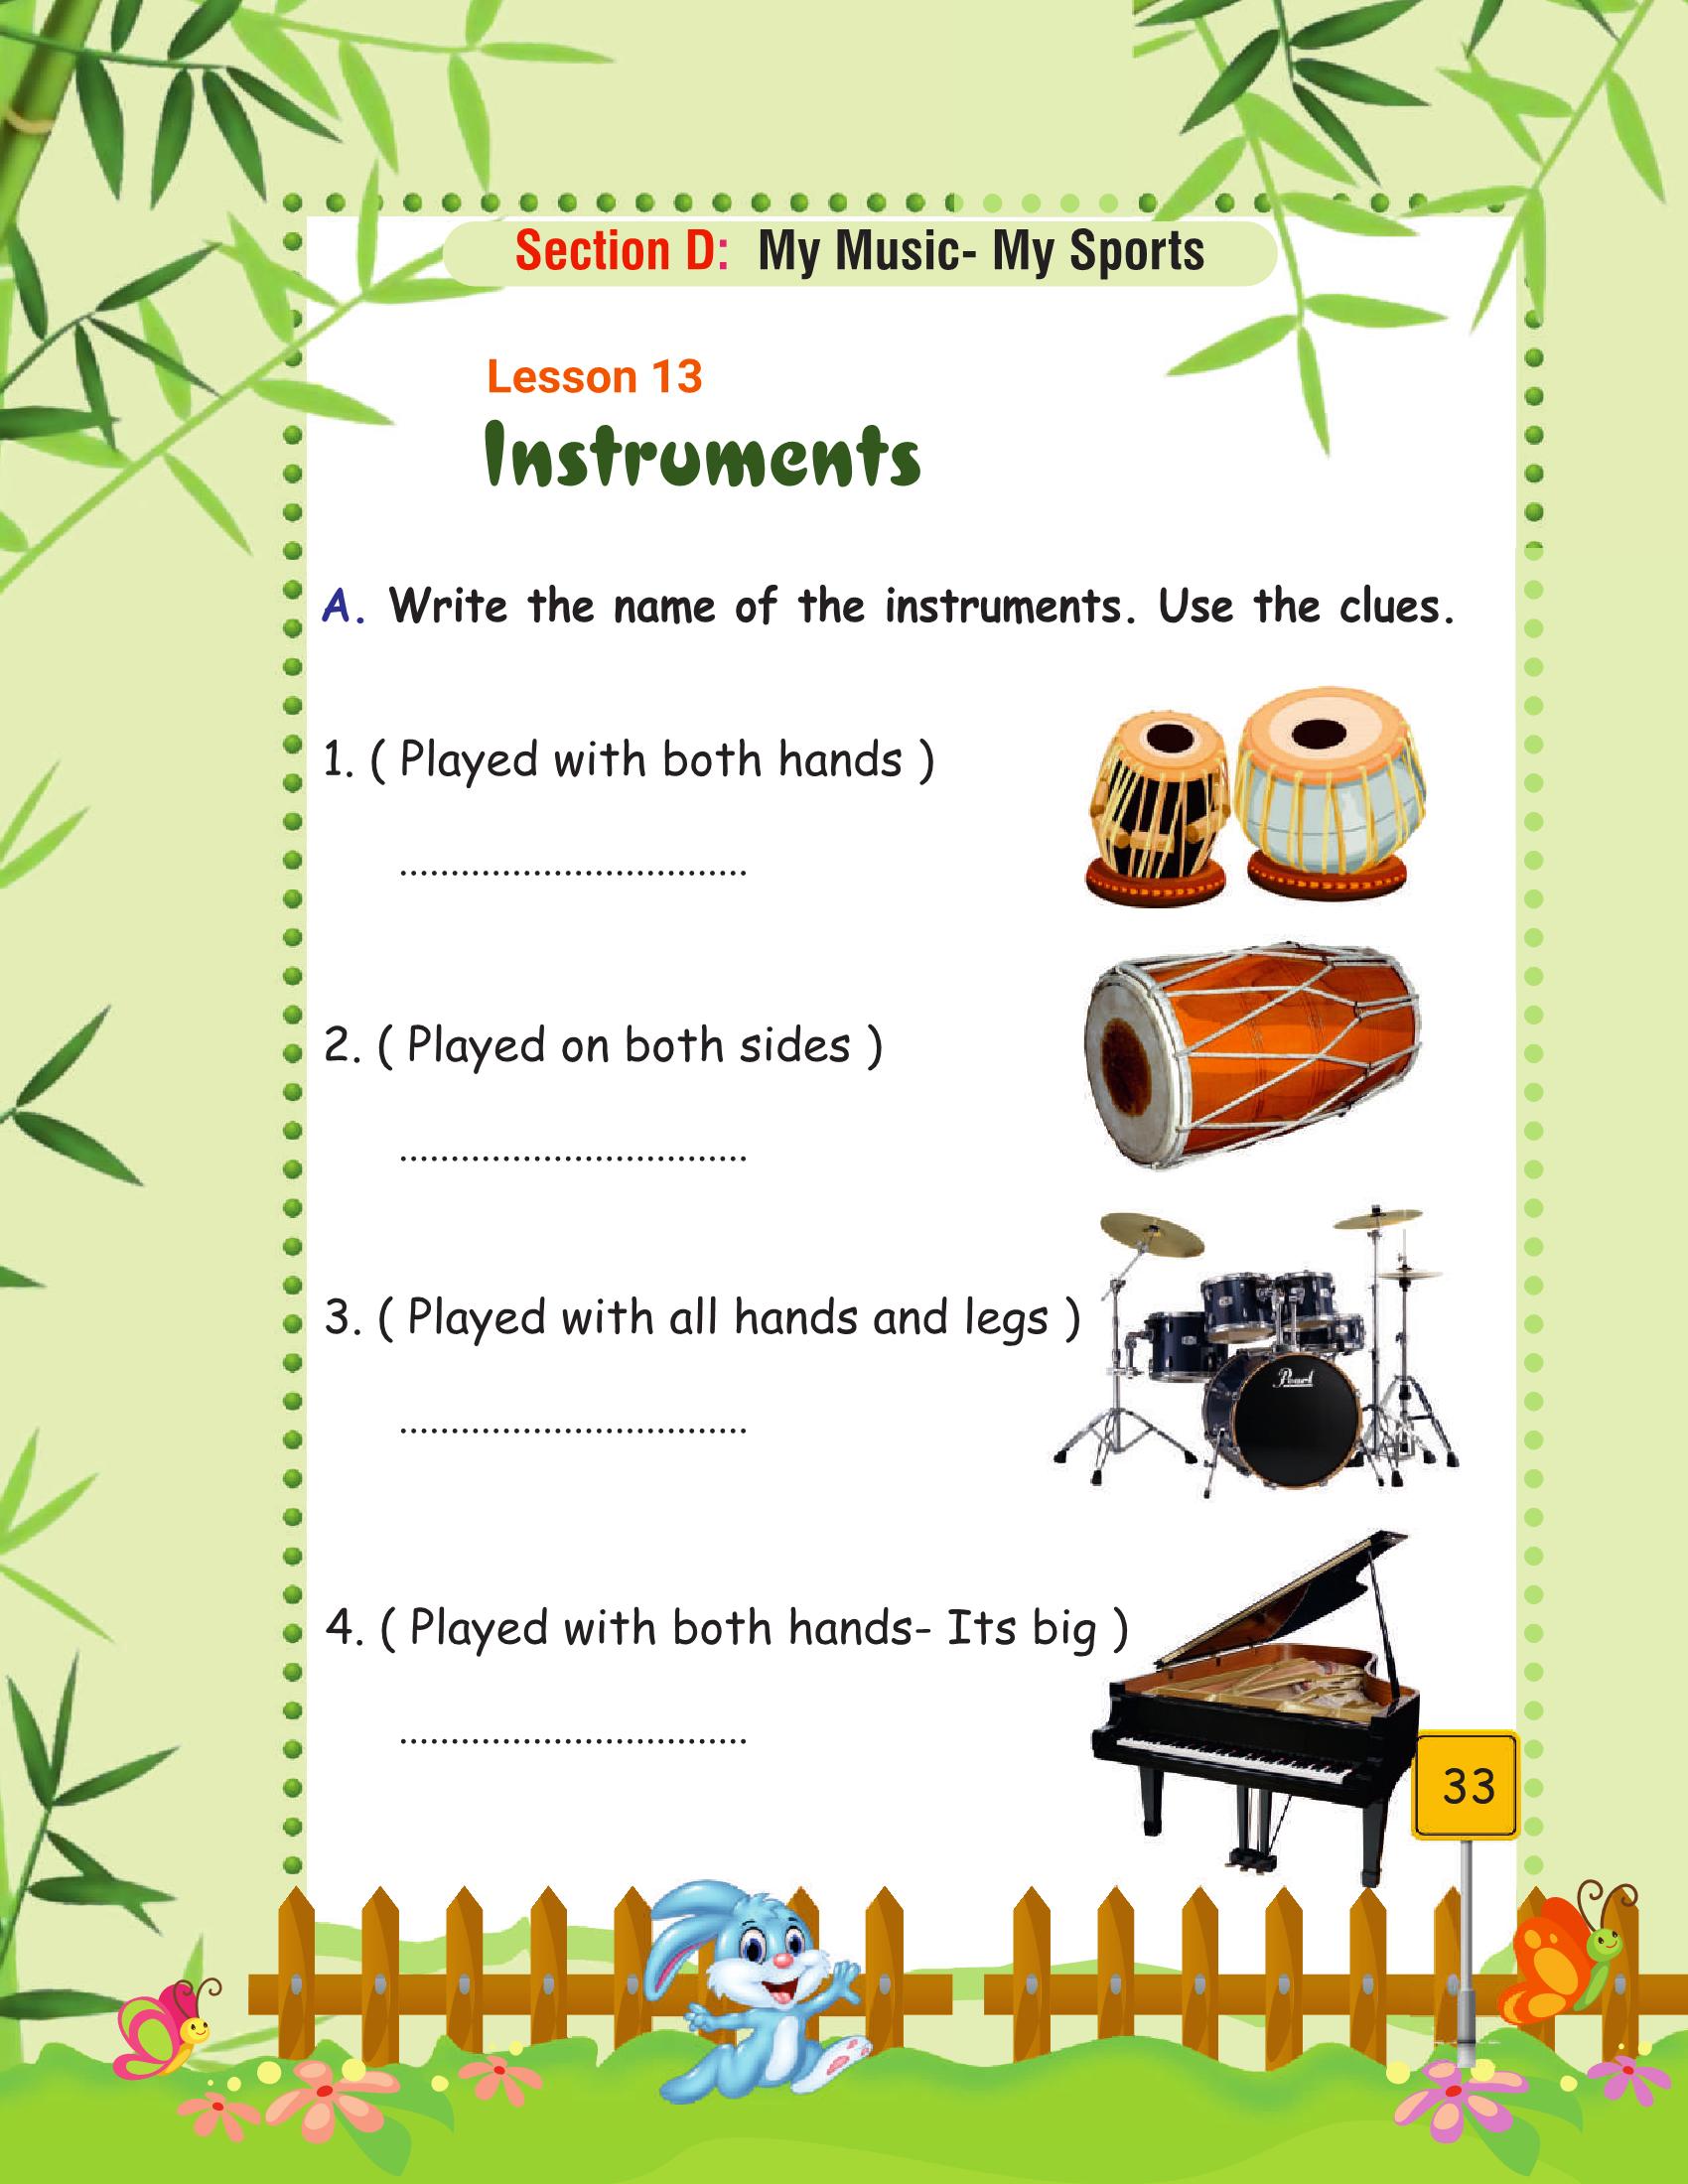 Section D: My Music- My Sports
Lesson 13
Instruments
A. Write the name of the instruments. Use the clues.
1. ( Played with both hands )
..................................
2. ( Played on both sides )
..................................
3. ( Played with all hands and legs )
Pearl
..................................
4. ( Played with both hands- Its big )
..................................
33